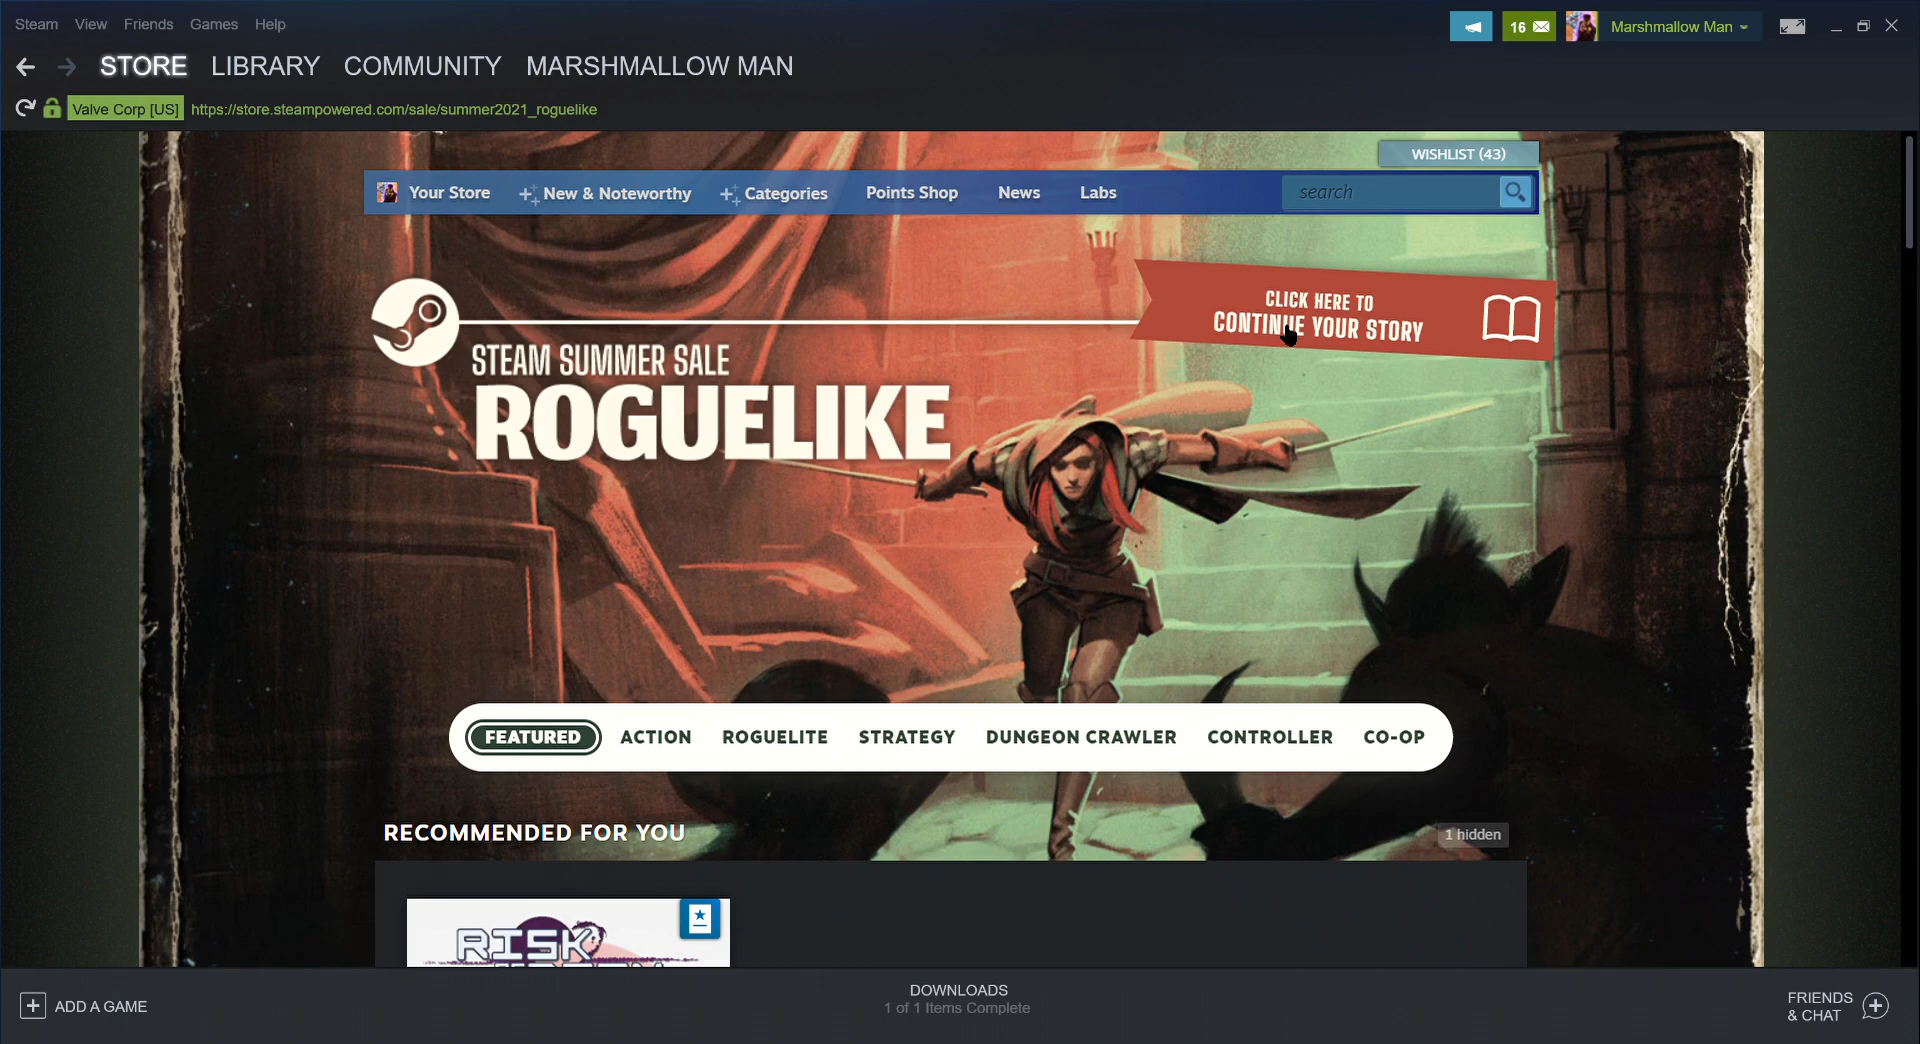 Steam View Friends Games Help
16
Marshmallow Man
STORE LIBRARY COMMUNITY MARSHMALLOW MAN
Valve Corp [US] https://store.steampowered.com/sale/summer2021_roguelike
WISHLIST (43)
Your Store New & Noteworthy Categories Points Shop News Labs search
CLICK HERE TO
CONTINUE YOUR STORY
STEAM SUMMER SALE
ROGUELIKE
FEATURED ACTION ROGUELITE STRATEGY DUNGEON CRAWLER CONTROLLER CO-OP
RECOMMENDED FOR YOU
1 hidden
RISK
ADD A GAME
DOWNLOADS
1 of 1 Items Complete
FRIENDS
& CHAT